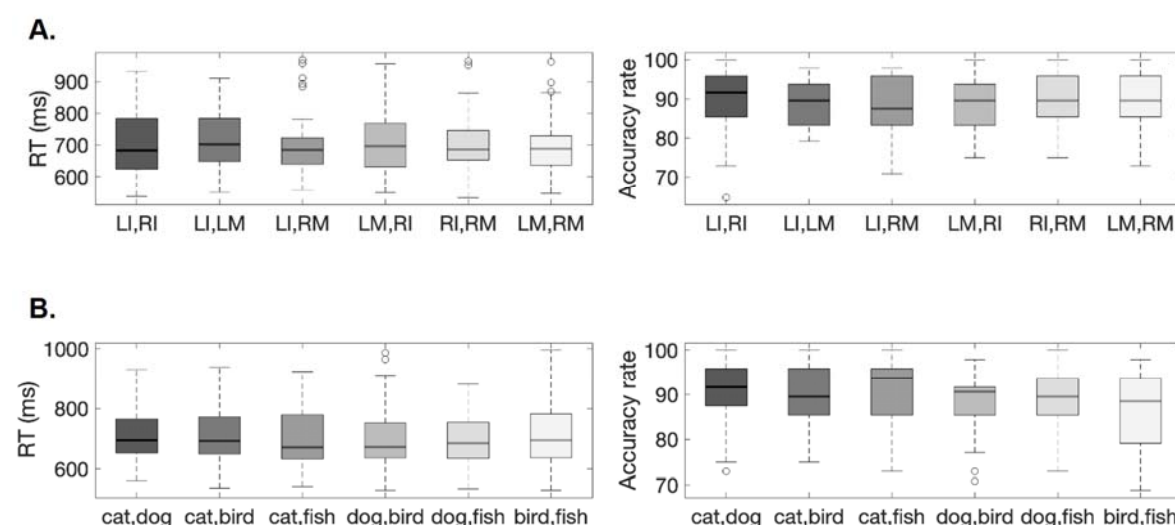 A.
RT (ms)
900
800
700
600
LI,RI LI,LM LI,RM LM,RI RI,RM LM,RM
Accuracy rate
100
90
80
70
LI,RI LI,LM LI,RM LM,RI RI,RM LM,RM
B.
RT (ms)
1000
800
600
cat,dog cat,bird cat,fish dog,bird dog,fish bird,fish
Accuracy rate
100
90
80
70
cat,dog cat,bird cat,fish dog,bird dog,fish bird,fish